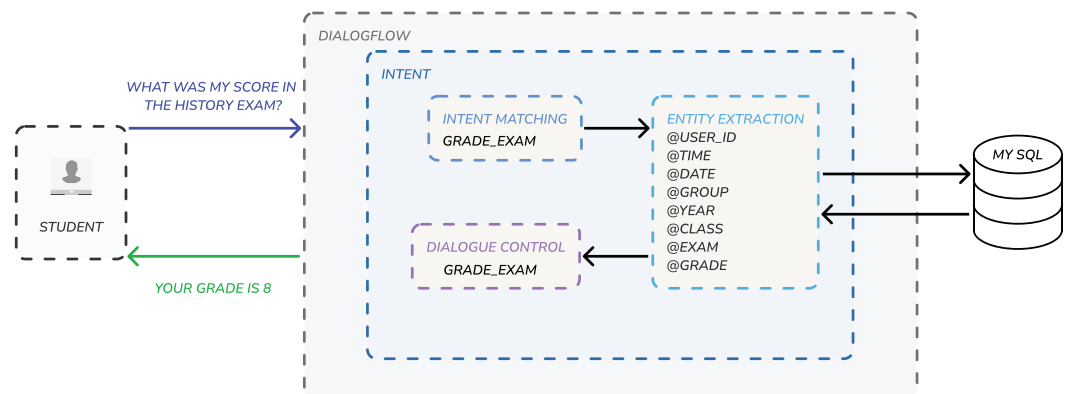 DIALOGFLOW
INTENT
WHAT WAS MY SCORE IN
THE HISTORY EXAM?
STUDENT
YOUR GRADE IS 8
INTENT MATCHING
GRADE_EXAM
DIALOGUE CONTROL
GRADE_EXAM
ENTITY EXTRACTION
@USER_ID
@TIME
@DATE
@GROUP
@YEAR
@CLASS
@EXAM
@GRADE
MY SQL